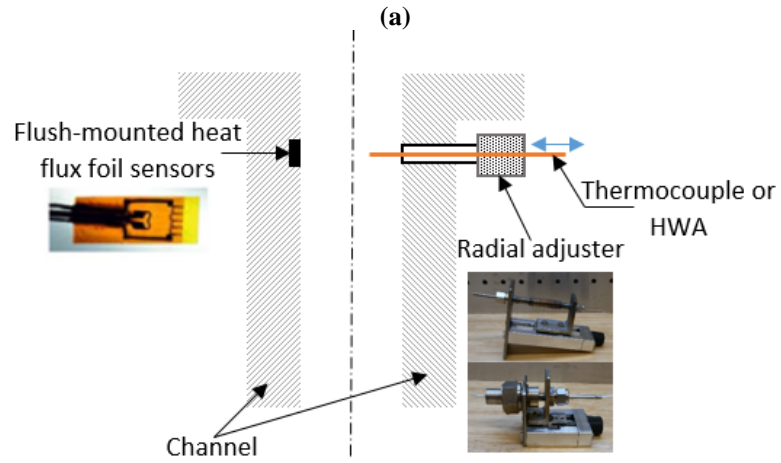 (a)
Flush-mounted heat
flux foil sensors
Thermocouple or
HWA
Radial adjuster
Channel